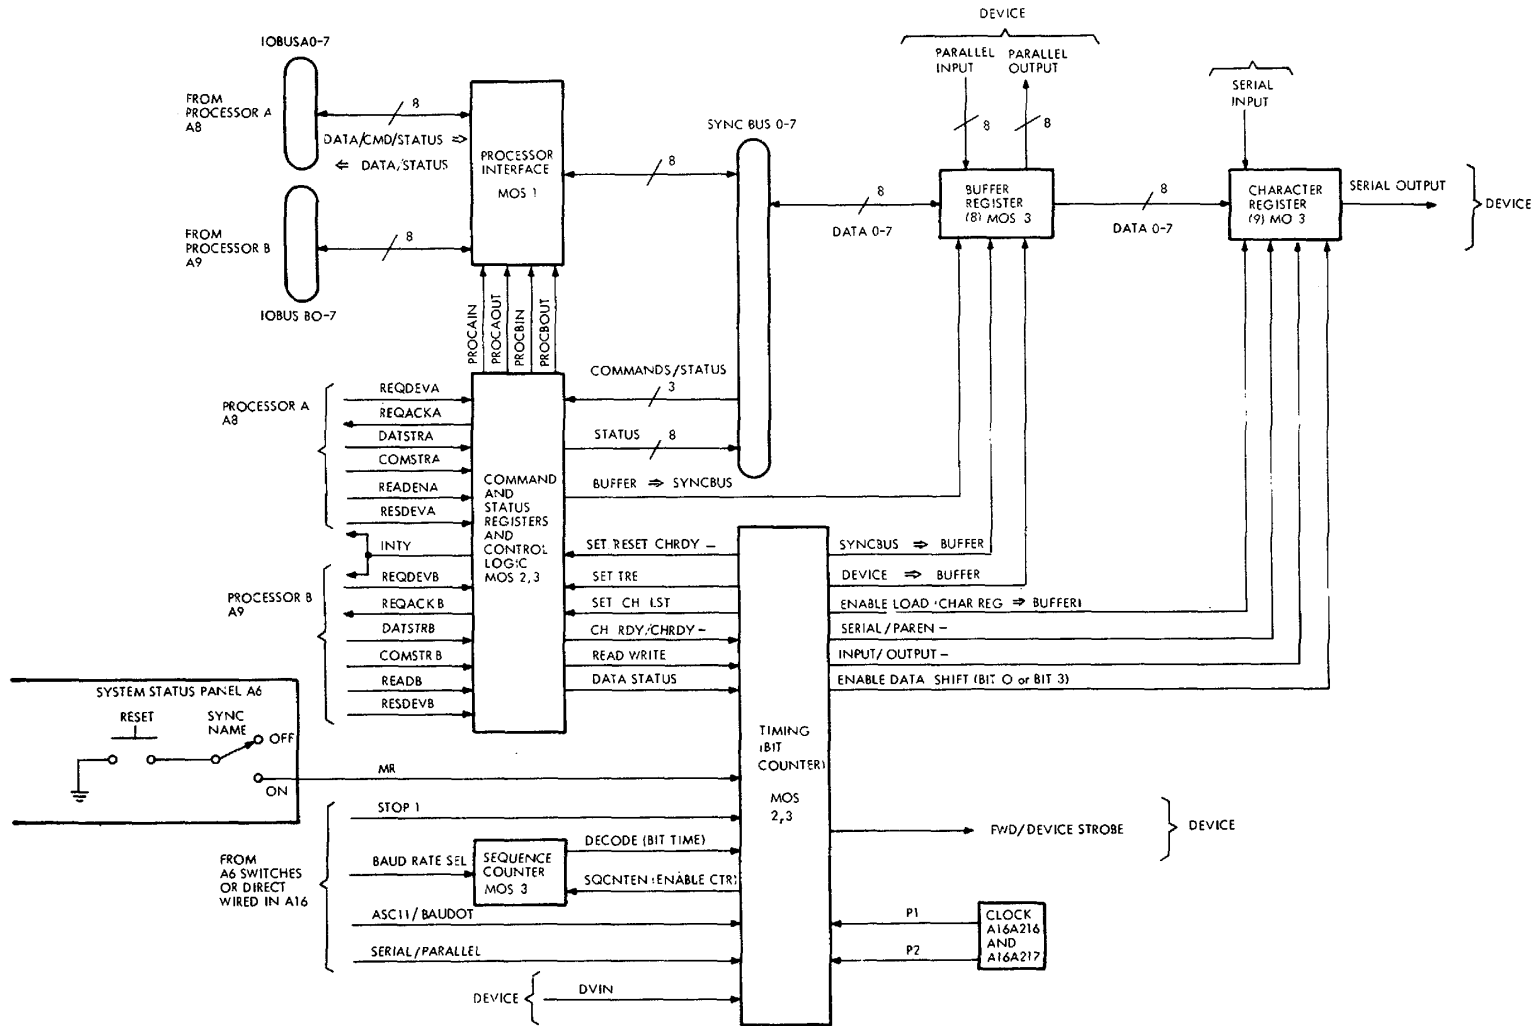 DEVICE
IOBUSA0-7
PARALLEL
INPUT
PARALLEL
OUTPUT
SERIAL
INPUT
FROM
PROCESSOR A
A8
8
DATA/CMD/STATUS ⇒
⇐ DATA/STATUS
PROCESSOR
INTERFACE
MOS 1
SYNC BUS 0-7
8
8
8
8
DATA 0-7
BUFFER
REGISTER
(8) MOS 3
8
DATA 0-7
CHARACTER
REGISTER
(9) MO 3
SERIAL OUTPUT
DEVICE
FROM
PROCESSOR B
A9
8
IOBUS BO-7
PROCAIN
PROCAOUT
PROCBIN
PROCBOUT
COMMANDS/STATUS
3
STATUS
8
BUFFER ⇒ SYNCBUS
PROCESSOR A
A8
REQDEVA
REQACKA
DATSTRA
COMSTRA
READENA
RESDEVA
INTY
COMMAND
AND
STATUS
REGISTERS
AND
CONTROL
LOGIC
MOS 2,3
PROCESSOR B
A9
REQDEVB
REQACKB
DATSTRB
COMSTRB
READB
RESDEVB
SET RESET CHRDY –
SET TRE
SET CH LST
CH RDY/CHRDY –
READ WRITE
DATA STATUS
SYNCBUS ⇒ BUFFER
DEVICE ⇒ BUFFER
ENABLE LOAD (CHAR REG ⇒ BUFFER)
SERIAL/PAREN –
INPUT/OUTPUT –
ENABLE DATA SHIFT (BIT O or BIT 3)
SYSTEM STATUS PANEL A6
RESET
SYNC
NAME
OFF
ON
MR
TIMING
(BIT
COUNTER)
MOS
2,3
STOP 1
FROM
A6 SWITCHES
OR DIRECT
WIRED IN A16
BAUD RATE SEL
SEQUENCE
COUNTER
MOS 3
DECODE (BIT TIME)
SQCNTEN (ENABLE CTR)
ASC11/BAUDOT
SERIAL/PARALLEL
DEVICE
DVIN
FWD/DEVICE STROBE
DEVICE
P1
P2
CLOCK
A16A216
AND
A16A217